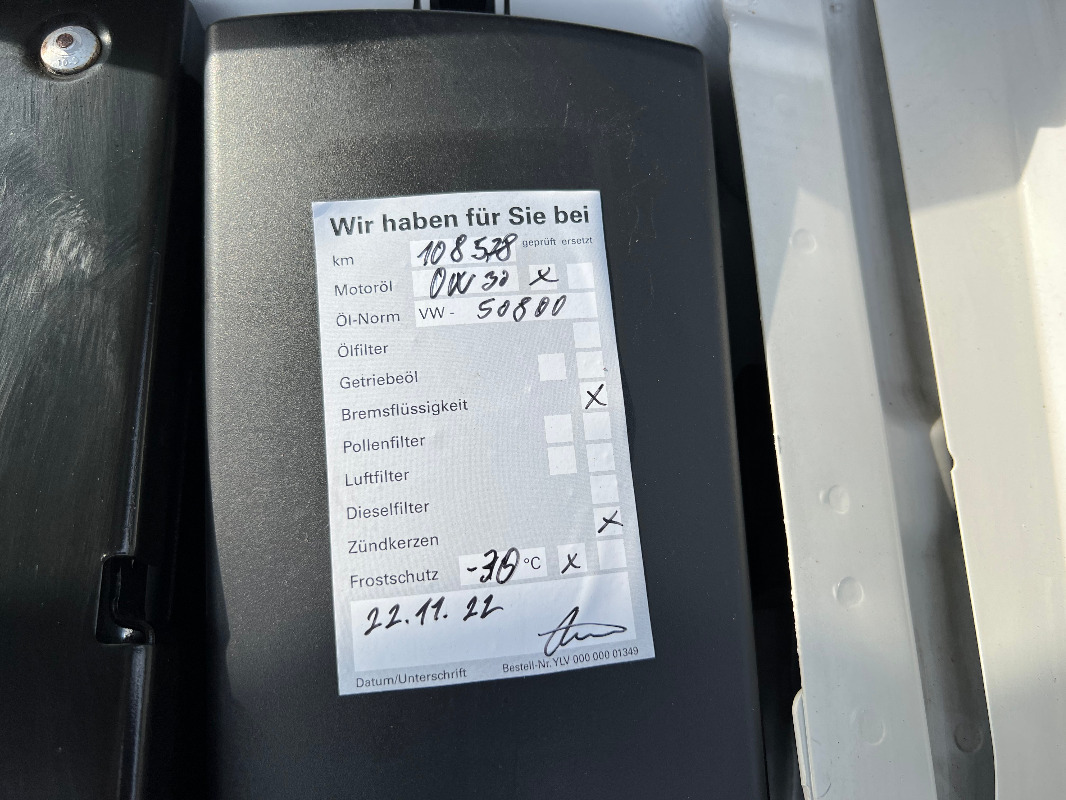 Wir haben für Sie bei
km 108578 geprüft ersetzt
Motoröl 0W30 x
Öl-Norm VW - 50800
Ölfilter
Getriebeöl
Bremsflüssigkeit x
Pollenfilter
Luftfilter
Dieselfilter
Zündkerzen x
Frostschutz -30 °C x
22.11.22
Datum/Unterschrift Bestell-Nr. YLV 000 000 01349